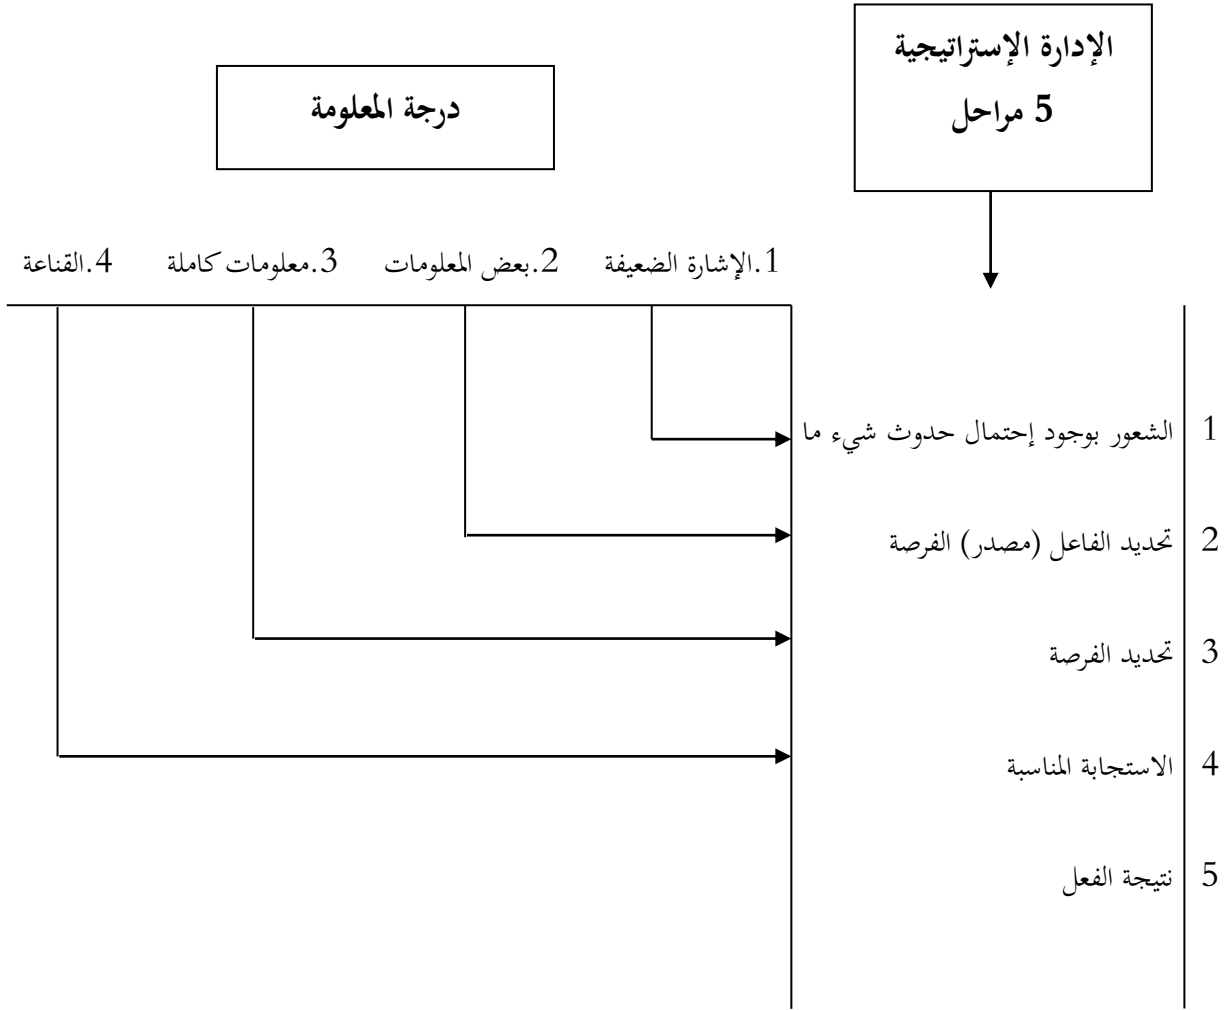 الإدارة الإستراتيجية
5 مراحل
درجة المعلومة
1.الإشارة الضعيفة
2.بعض المعلومات
3.معلومات كاملة
4.القناعة
1 الشعور بوجود إحتمال حدوث شيء ما
2 تحديد الفاعل (مصدر) الفرصة
3 تحديد الفرصة
4 الاستجابة المناسبة
5 نتيجة الفعل